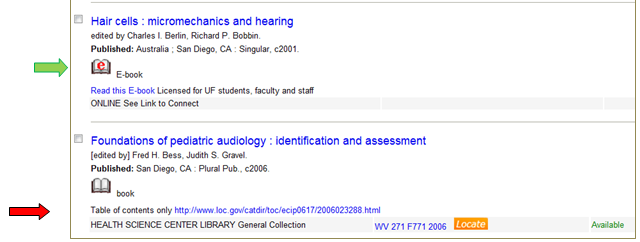 Hair cells : micromechanics and hearing
edited by Charles I. Berlin, Richard P. Bobbin.
Published: Australia ; San Diego, CA : Singular, c2001.
e E-book
Read this E-book Licensed for UF students, faculty and staff
ONLINE See Link to Connect
Foundations of pediatric audiology : identification and assessment
[edited by] Fred H. Bess, Judith S. Gravel.
Published: San Diego, CA : Plural Pub., c2006.
book
Table of contents only http://www.loc.gov/catdir/toc/ecip0617/2006023288.html
HEALTH SCIENCE CENTER LIBRARY General Collection WV 271 F771 2006 Locate Available